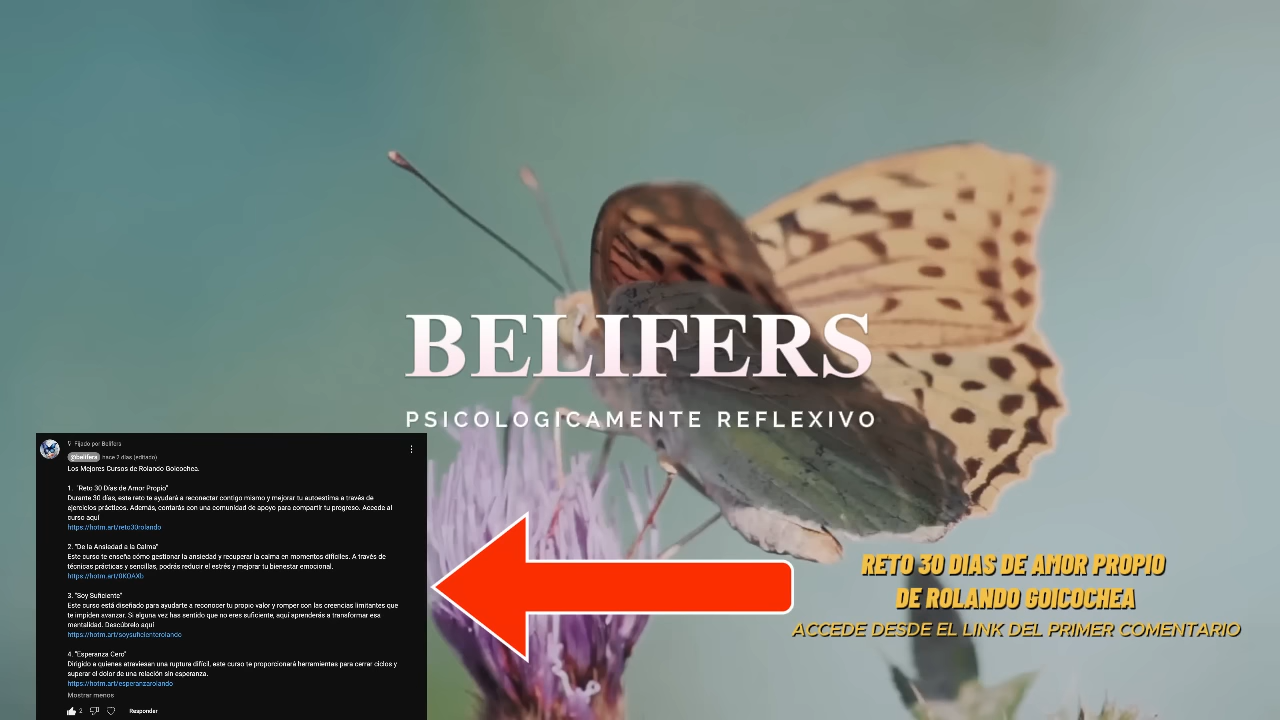 BELIFERS
PSICOLOGICAMENTE REFLEXIVO
Fijado por Belifers
@belifers hace 2 días (editado)
Los Mejores Cursos de Rolando Goicochea.
1. "Reto 30 Días de Amor Propio"
Durante 30 días, este reto te ayudará a reconectar contigo mismo y mejorar tu autoestima a través de
ejercicios prácticos. Además, contarás con una comunidad de apoyo para compartir tu progreso. Accede al
curso aquí
https://hotm.art/reto30rolando
2. "De la Ansiedad a la Calma"
Este curso te enseña cómo gestionar la ansiedad y recuperar la calma en momentos difíciles. A través de
técnicas prácticas y sencillas, podrás reducir el estrés y mejorar tu bienestar emocional.
https://hotm.art/0KOAXb
3. "Soy Suficiente"
Este curso está diseñado para ayudarte a reconocer tu propio valor y romper con las creencias limitantes que
te impiden avanzar. Si alguna vez has sentido que no eres suficiente, aquí aprenderás a transformar esa
mentalidad. Descúbrelo aquí
https://hotm.art/soysuficienterolando
4. "Esperanza Cero"
Dirigido a quienes atraviesan una ruptura difícil, este curso te proporcionará herramientas para cerrar ciclos y
superar el dolor de una relación sin esperanza.
https://hotm.art/esperanzarolando
Mostrar menos
2 Responder
RETO 30 DIAS DE AMOR PROPIO
DE ROLANDO GOICOCHEA
ACCEDE DESDE EL LINK DEL PRIMER COMENTARIO